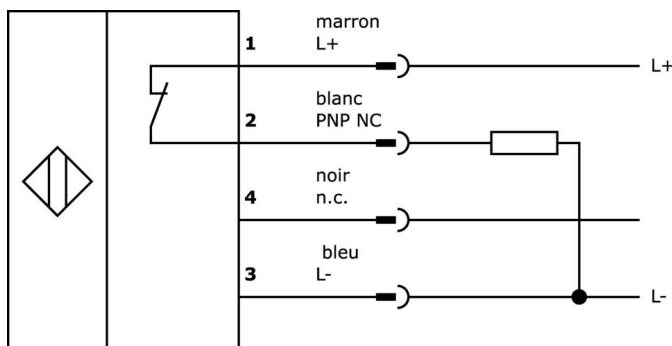 marron
1 L+ L+
blanc
2 PNP NC
noir
4 n.c.
bleu
3 L- L-